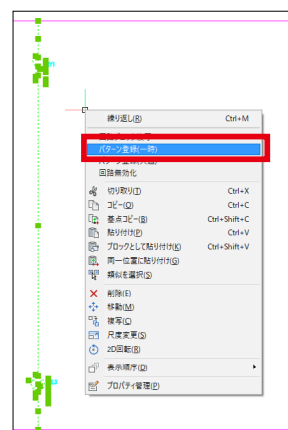 繰り返し(R) Ctrl+M
パターン登録(一時)
回路無効化
切り取り(T) Ctrl+X
コピー(O) Ctrl+C
基点コピー(B) Ctrl+Shift+C
貼り付け(P) Ctrl+V
ブロックとして貼り付け(K) Ctrl+Shift+V
同一位置に貼り付け(G)
類似を選択(S)
削除(E)
移動(M)
複写(C)
尺度変更(S)
2D回転(R)
表示順序(O)
プロパティ管理(P)